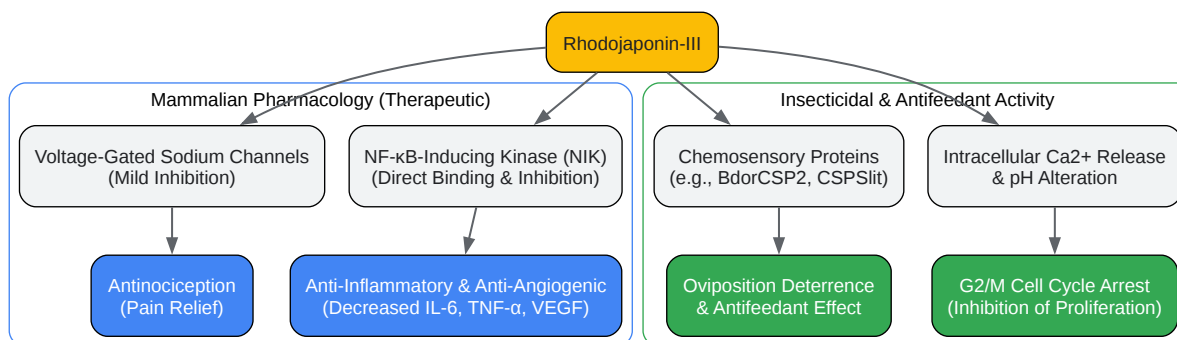 Rhodojaponin-III
Mammalian Pharmacology (Therapeutic)
Insecticidal & Antifeedant Activity
Voltage-Gated Sodium Channels
(Mild Inhibition)
NF-κB-Inducing Kinase (NIK)
(Direct Binding & Inhibition)
Chemosensory Proteins
(e.g., BdorCSP2, CSPSlit)
Intracellular Ca2+ Release
& pH Alteration
Antinociception
(Pain Relief)
Anti-Inflammatory & Anti-Angiogenic
(Decreased IL-6, TNF-α, VEGF)
Oviposition Deterrence
& Antifeedant Effect
G2/M Cell Cycle Arrest
(Inhibition of Proliferation)